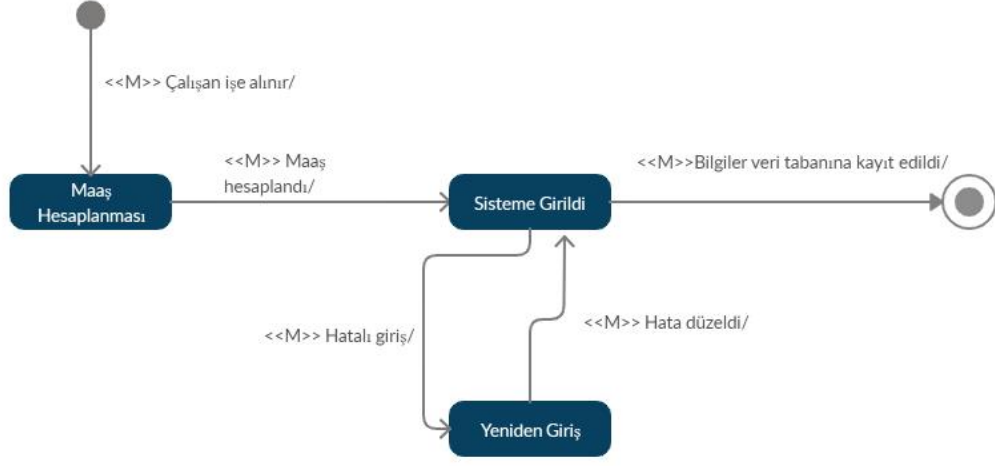 <<M>> Çalışan işe alınır/
<<M>> Maaş
hesaplandı/
<<M>>Bilgiler veri tabanına kayıt edildi/
Maaş
Hesaplanması
Sisteme Girildi
<<M>> Hatalı giriş/
<<M>> Hata düzeldi/
Yeniden Giriş